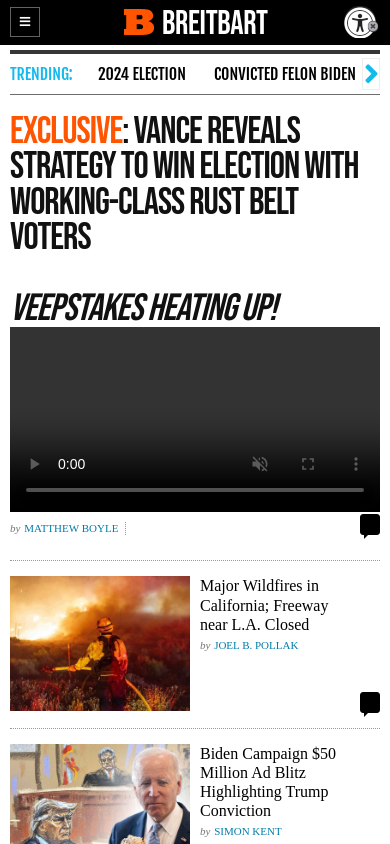 BREITBART
TRENDING:
2024 ELECTION
CONVICTED FELON BIDEN
EXCLUSIVE: VANCE REVEALS
STRATEGY TO WIN ELECTION WITH
WORKING-CLASS RUST BELT
VOTERS
VEEPSTAKES HEATING UP!
0:00
by MATTHEW BOYLE
Major Wildfires in
California; Freeway
near L.A. Closed
by JOEL B. POLLAK
Biden Campaign $50
Million Ad Blitz
Highlighting Trump
Conviction
by SIMON KENT